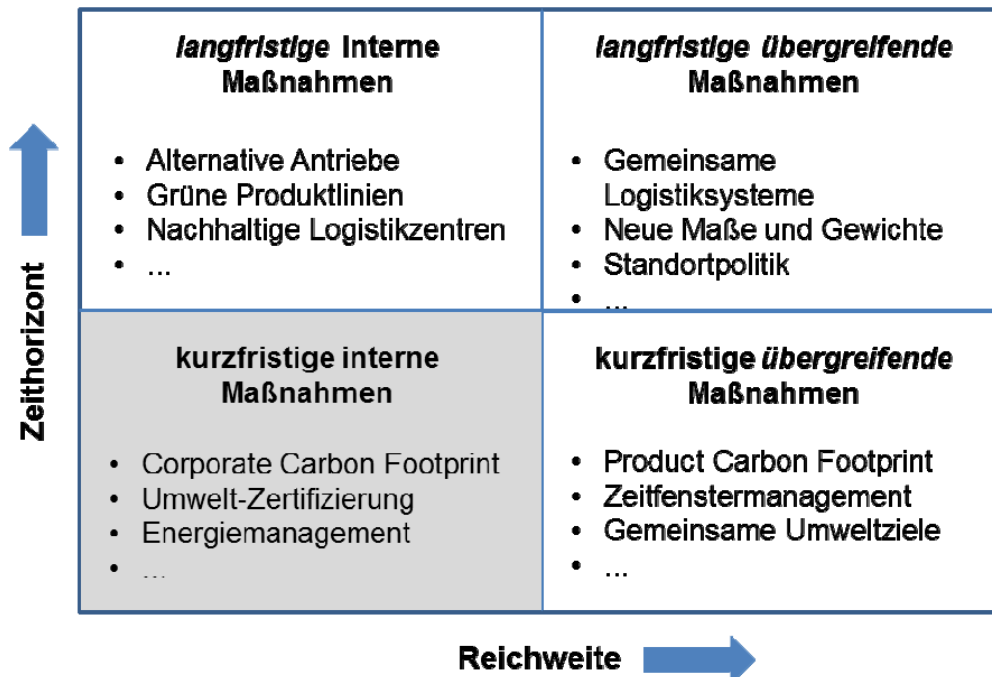 langfristige interne
Maßnahmen
• Alternative Antriebe
• Grüne Produktlinien
• Nachhaltige Logistikzentren
• ...
langfristige übergreifende
Maßnahmen
• Gemeinsame
Logistiksysteme
• Neue Maße und Gewichte
• Standortpolitik
• ...
kurzfristige interne
Maßnahmen
• Corporate Carbon Footprint
• Umwelt-Zertifizierung
• Energiemanagement
• ...
kurzfristige übergreifende
Maßnahmen
• Product Carbon Footprint
• Zeitfenstermanagement
• Gemeinsame Umweltziele
• ...
Zeithorizont
Reichweite